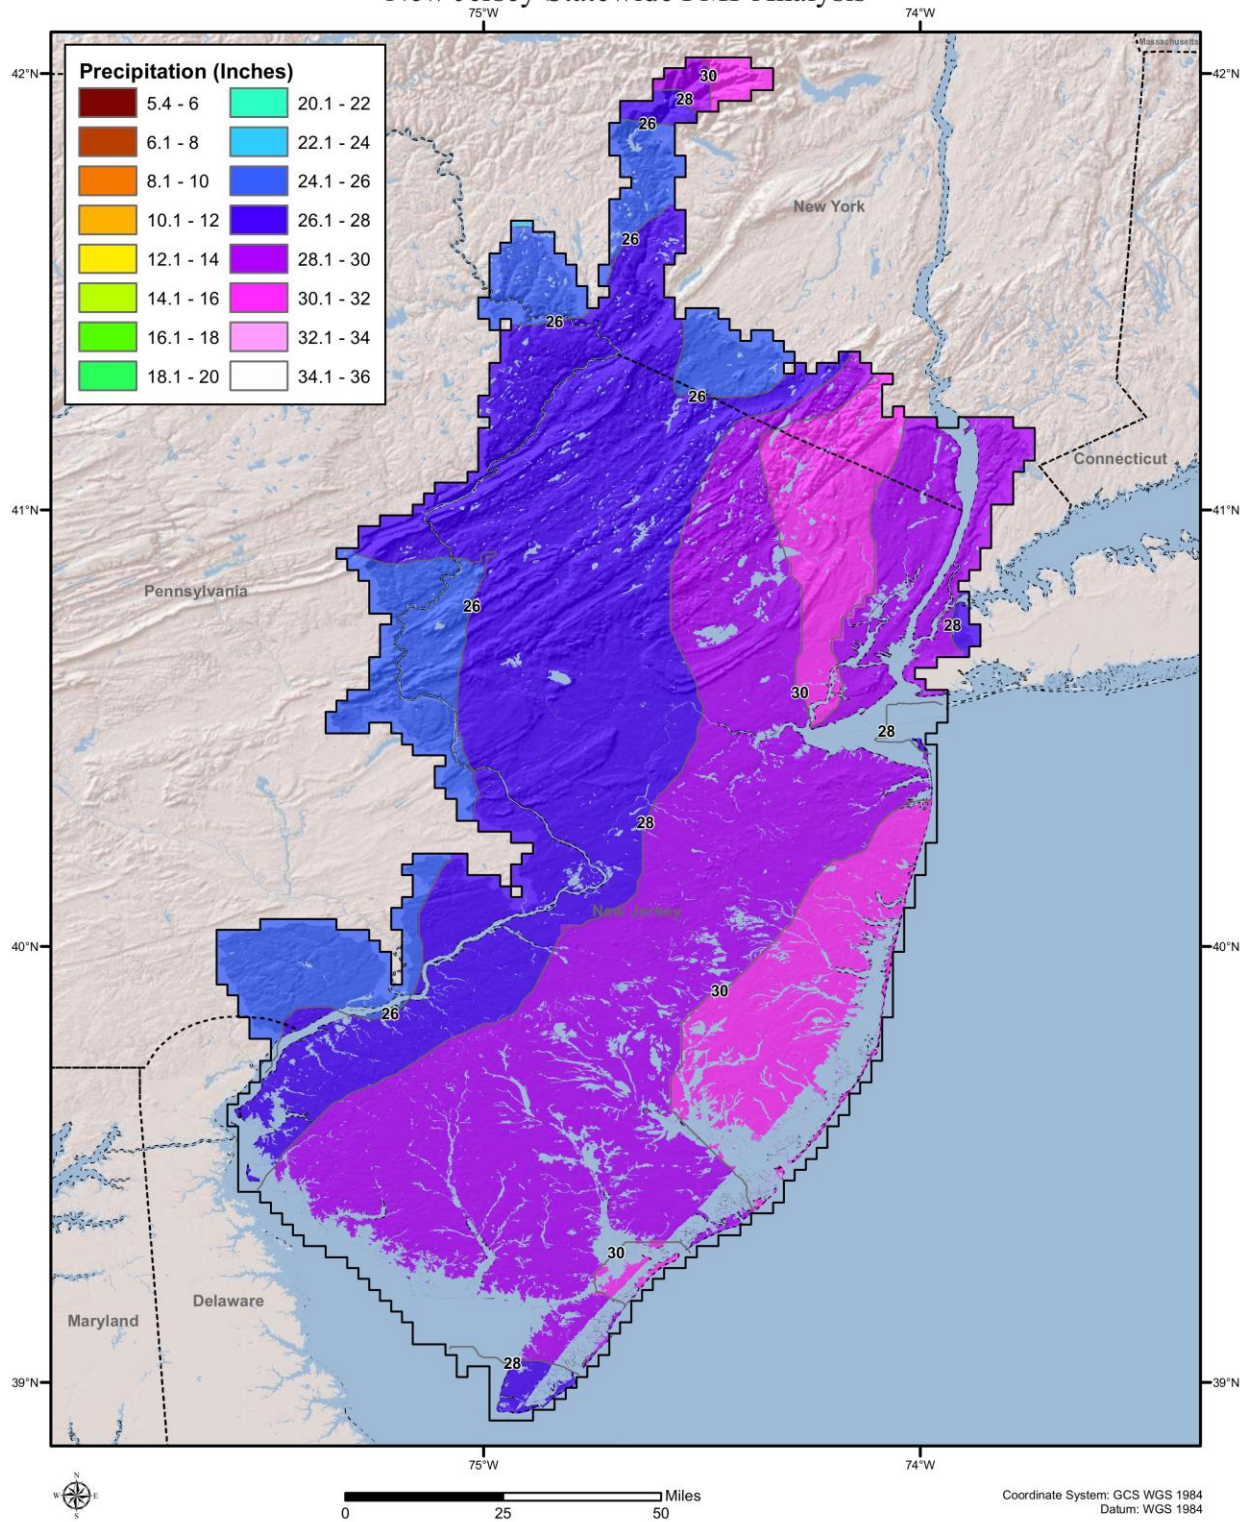 New Jersey Statewide PMP Analysis
75°W 74°W
42°N 42°N
Massachusetts
Precipitation (Inches)
5.4 - 6 20.1 - 22
6.1 - 8 22.1 - 24
8.1 - 10 24.1 - 26
10.1 - 12 26.1 - 28
12.1 - 14 28.1 - 30
14.1 - 16 30.1 - 32
16.1 - 18 32.1 - 34
18.1 - 20 34.1 - 36
30
28
26
New York
26
26
26
Connecticut
41°N 41°N
Pennsylvania
26
28
30
28
28
New Jersey
40°N 40°N
30
26
30
Delaware
Maryland
28
39°N 39°N
75°W 74°W
N
W E
S
Miles
0 25 50
Coordinate System: GCS WGS 1984
Datum: WGS 1984